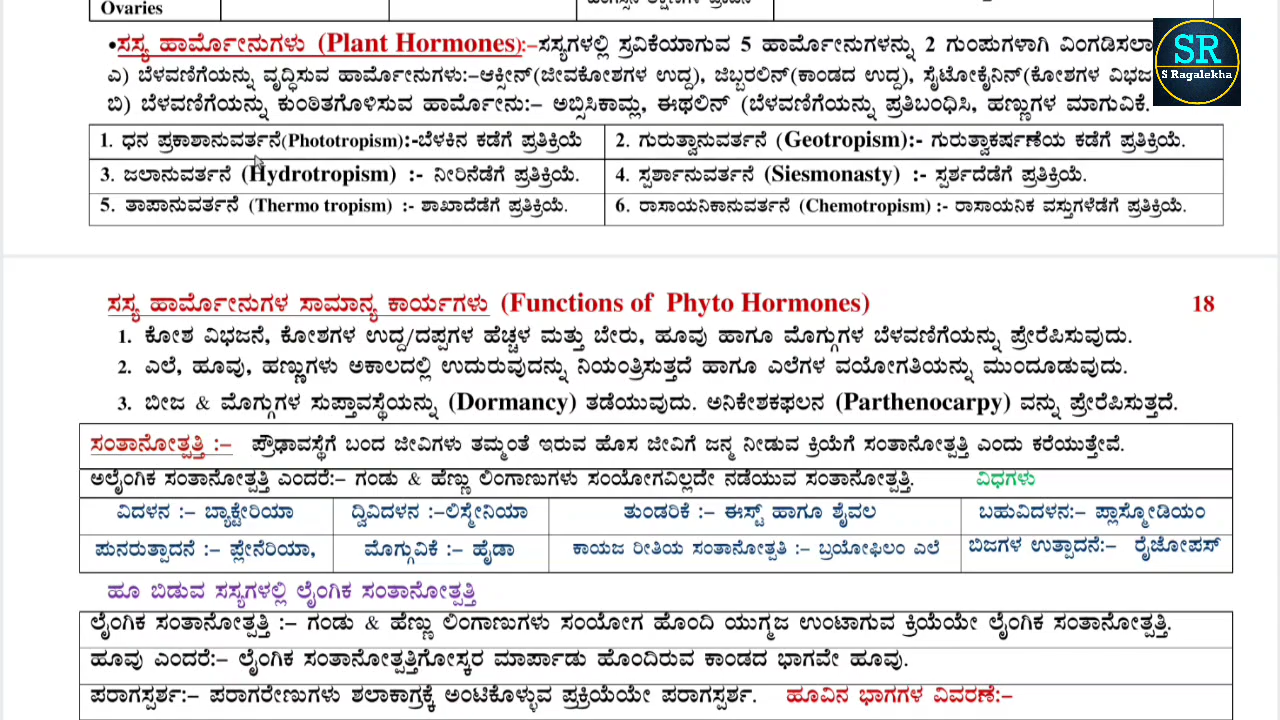 Ovaries
•ಸಸ್ಯ ಹಾರ್ಮೋನುಗಳು (Plant Hormones):-ಸಸ್ಯಗಳಲ್ಲಿ ಸ್ರವಿಕೆಯಾಗುವ 5 ಹಾರ್ಮೋನುಗಳನ್ನು 2 ಗುಂಪುಗಳಾಗಿ ವಿಂಗಡಿಸಲಾ
SR
S Ragalekha
ಎ) ಬೆಳವಣಿಗೆಯನ್ನು ವೃದ್ಧಿಸುವ ಹಾರ್ಮೋನುಗಳು:-ಆಕ್ಸೀನ್(ಜೀವಕೋಶಗಳ ಉದ್ದ), ಜಿಬ್ಬರಲಿನ್(ಕಾಂಡದ ಉದ್ದ), ಸೈಟೋಕೈನಿನ್(ಕೋಶಗಳ ವಿಭಜ
ಬಿ) ಬೆಳವಣಿಗೆಯನ್ನು ಕುಂಠಿತಗೊಳಿಸುವ ಹಾರ್ಮೋನು:- ಅಬ್ಸಿಸಿಕಾಮ್ಲ, ಈಥಲಿನ್ (ಬೆಳವಣಿಗೆಯನ್ನು ಪ್ರತಿಬಂಧಿಸಿ, ಹಣ್ಣುಗಳ ಮಾಗುವಿಕೆ.
1. ಧನ ಪ್ರಕಾಶಾನುವರ್ತನೆ(Phototropism):-ಬೆಳಕಿನ ಕಡೆಗೆ ಪ್ರತಿಕ್ರಿಯೆ 2. ಗುರುತ್ವಾನುವರ್ತನೆ (Geotropism):- ಗುರುತ್ವಾಕರ್ಷಣೆಯ ಕಡೆಗೆ ಪ್ರತಿಕ್ರಿಯೆ.
3. ಜಲಾನುವರ್ತನೆ (Hydrotropism) :- ನೀರಿನೆಡೆಗೆ ಪ್ರತಿಕ್ರಿಯೆ. 4. ಸ್ಪರ್ಶಾನುವರ್ತನೆ (Siesmonasty) :- ಸ್ಪರ್ಶದೆಡೆಗೆ ಪ್ರತಿಕ್ರಿಯೆ.
5. ತಾಪಾನುವರ್ತನೆ (Thermo tropism) :- ಶಾಖಾದೆಡೆಗೆ ಪ್ರತಿಕ್ರಿಯೆ. 6. ರಾಸಾಯನಿಕಾನುವರ್ತನೆ (Chemotropism) :- ರಾಸಾಯನಿಕ ವಸ್ತುಗಳೆಡೆಗೆ ಪ್ರತಿಕ್ರಿಯೆ.
ಸಸ್ಯ ಹಾರ್ಮೋನುಗಳ ಸಾಮಾನ್ಯ ಕಾರ್ಯಗಳು (Functions of Phyto Hormones) 18
1. ಕೋಶ ವಿಭಜನೆ, ಕೋಶಗಳ ಉದ್ದ/ದಪ್ಪಗಳ ಹೆಚ್ಚಳ ಮತ್ತು ಬೇರು, ಹೂವು ಹಾಗೂ ಮೊಗ್ಗುಗಳ ಬೆಳವಣಿಗೆಯನ್ನು ಪ್ರೇರೆಪಿಸುವುದು.
2. ಎಲೆ, ಹೂವು, ಹಣ್ಣುಗಳು ಅಕಾಲದಲ್ಲಿ ಉದುರುವುದನ್ನು ನಿಯಂತ್ರಿಸುತ್ತದೆ ಹಾಗೂ ಎಲೆಗಳ ವಯೋಗತಿಯನ್ನು ಮುಂದೂಡುವುದು.
3. ಬೀಜ & ಮೊಗ್ಗುಗಳ ಸುಪ್ತಾವಸ್ಥೆಯನ್ನು (Dormancy) ತಡೆಯುವುದು. ಅನಿಕೇಶಕಫಲನ (Parthenocarpy) ವನ್ನು ಪ್ರೇರೆಪಿಸುತ್ತದೆ.
ಸಂತಾನೋತ್ಪತ್ತಿ :- ಪ್ರೌಢಾವಸ್ಥೆಗೆ ಬಂದ ಜೀವಿಗಳು ತಮ್ಮಂತೆ ಇರುವ ಹೊಸ ಜೀವಿಗೆ ಜನ್ಮ ನೀಡುವ ಕ್ರಿಯೆಗೆ ಸಂತಾನೋತ್ಪತ್ತಿ ಎಂದು ಕರೆಯುತ್ತೇವೆ.
ಅಲೈಂಗಿಕ ಸಂತಾನೋತ್ಪತ್ತಿ ಎಂದರೆ:- ಗಂಡು & ಹೆಣ್ಣು ಲಿಂಗಾಣುಗಳು ಸಂಯೋಗವಿಲ್ಲದೇ ನಡೆಯುವ ಸಂತಾನೋತ್ಪತ್ತಿ. ವಿಧಗಳು
ವಿದಳನ :- ಬ್ಯಾಕ್ಟೇರಿಯಾ ದ್ವಿವಿದಳನ :-ಲಿಸ್ಮೇನಿಯಾ ತುಂಡರಿಕೆ :- ಈಸ್ಟ್ ಹಾಗೂ ಶೈವಲ ಬಹುವಿದಳನ:- ಪ್ಲಾಸ್ಮೋಡಿಯಂ
ಪುನರುತ್ಪಾದನೆ :- ಪ್ಲೇನೆರಿಯಾ, ಮೊಗ್ಗುವಿಕೆ :- ಹೈಡಾ ಕಾಯಜ ರೀತಿಯ ಸಂತಾನೋತ್ಪತಿ :- ಬ್ರಯೋಫಿಲಂ ಎಲೆ ಬಿಜಗಳ ಉತ್ಪಾದನೆ:- ರೈಜೋಪಸ್
ಹೂ ಬಿಡುವ ಸಸ್ಯಗಳಲ್ಲಿ ಲೈಂಗಿಕ ಸಂತಾನೋತ್ಪತ್ತಿ
ಲೈಂಗಿಕ ಸಂತಾನೋತ್ಪತ್ತಿ :- ಗಂಡು & ಹೆಣ್ಣು ಲಿಂಗಾಣುಗಳು ಸಂಯೋಗ ಹೊಂದಿ ಯುಗ್ಮಜ ಉಂಟಾಗುವ ಕ್ರಿಯೆಯೇ ಲೈಂಗಿಕ ಸಂತಾನೋತ್ಪತ್ತಿ.
ಹೂವು ಎಂದರೆ:- ಲೈಂಗಿಕ ಸಂತಾನೋತ್ಪತ್ತಿಗೋಸ್ಕರ ಮಾರ್ಪಾಡು ಹೊಂದಿರುವ ಕಾಂಡದ ಭಾಗವೇ ಹೂವು.
ಪರಾಗಸ್ಪರ್ಶ:- ಪರಾಗರೇಣುಗಳು ಶಲಾಕಾಗ್ರಕ್ಕೆ ಅಂಟಿಕೊಳ್ಳುವ ಪ್ರಕ್ರಿಯೆಯೇ ಪರಾಗಸ್ಪರ್ಶ. ಹೂವಿನ ಭಾಗಗಳ ವಿವರಣೆ:-